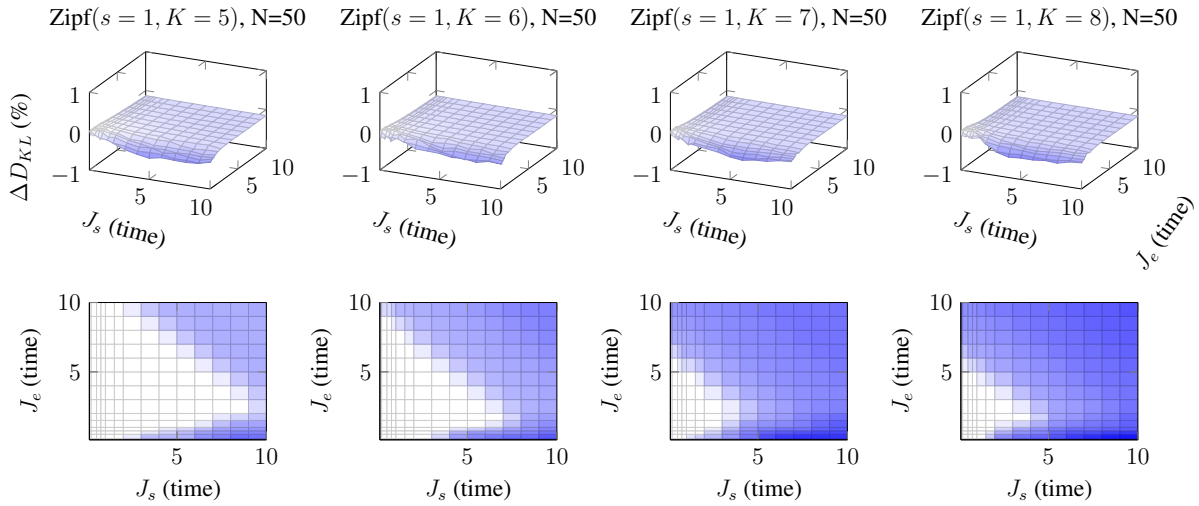 Zipf(s = 1, K = 5), N=50
Zipf(s = 1, K = 6), N=50
Zipf(s = 1, K = 7), N=50
Zipf(s = 1, K = 8), N=50
ΔD_{KL} (%)
1
0
−1
5
10
5
10
J_s (time)
1
0
−1
5
10
5
10
J_s (time)
1
0
−1
5
10
5
10
J_s (time)
1
0
−1
5
10
5
10
J_s (time)
J_e (time)
10
5
J_e (time)
5
10
J_s (time)
10
5
J_e (time)
5
10
J_s (time)
10
5
J_e (time)
5
10
J_s (time)
10
5
J_e (time)
5
10
J_s (time)